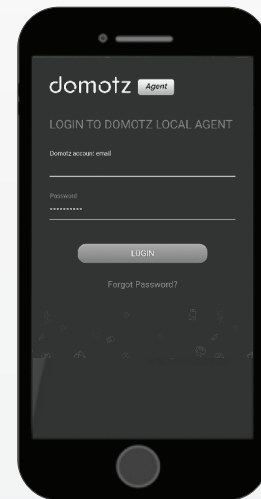 domotz Agent
LOGIN TO DOMOTZ LOCAL AGENT
Domotz account email
Password
••••••••••
LOGIN
Forgot Password?